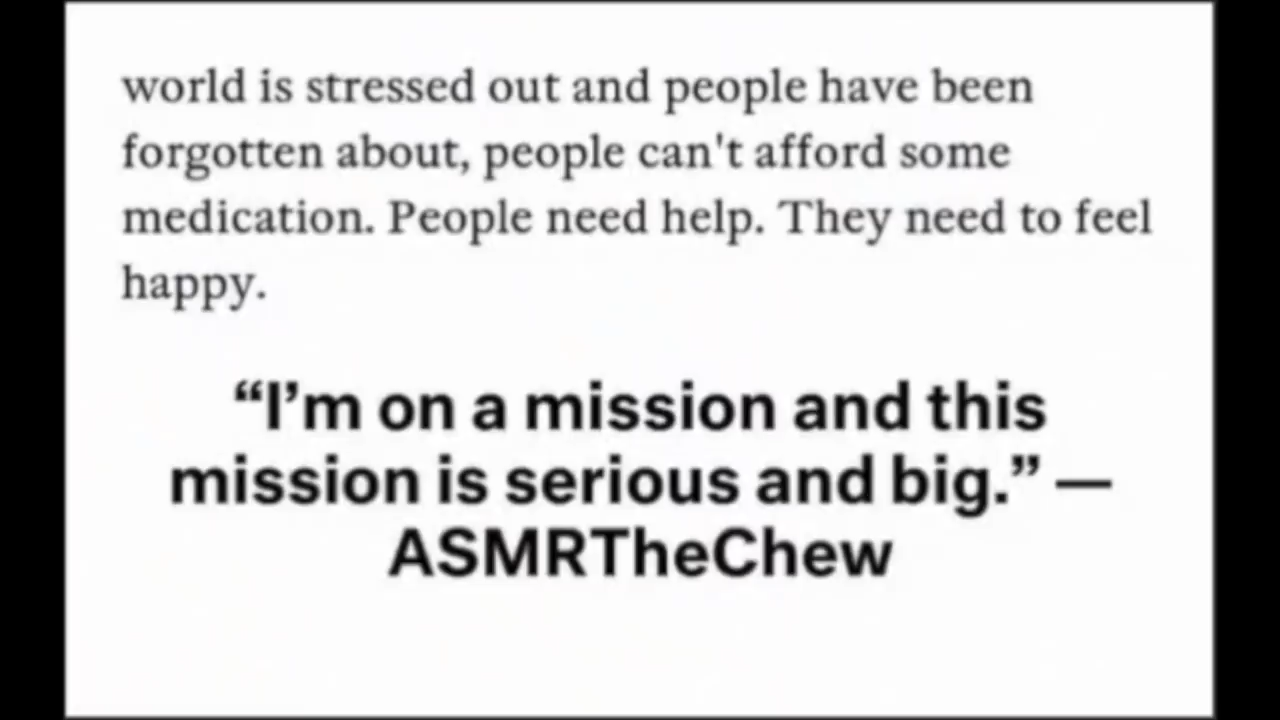 world is stressed out and people have been
forgotten about, people can't afford some
medication. People need help. They need to feel
happy.
“I’m on a mission and this
mission is serious and big.” —
ASMRTheChew